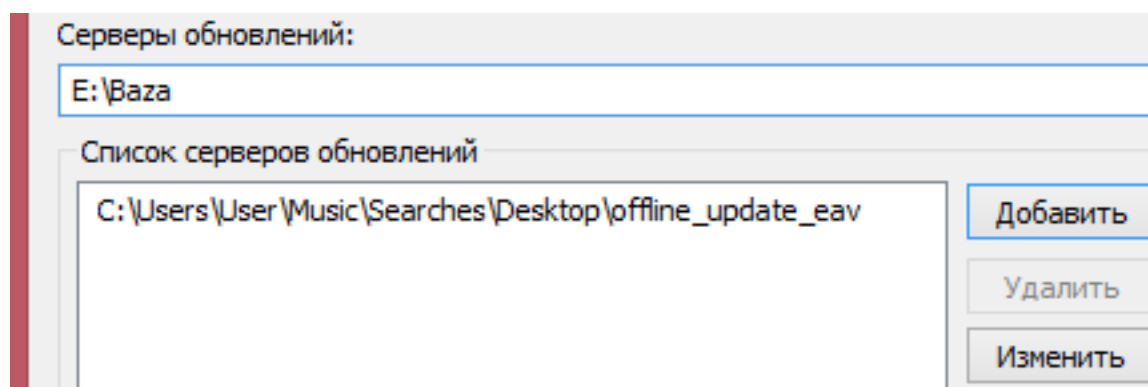 Серверы обновлений:
E:\Baza
Список серверов обновлений
C:\Users\User\Music\Searches\Desktop\offline_update_eav
Добавить
Удалить
Изменить